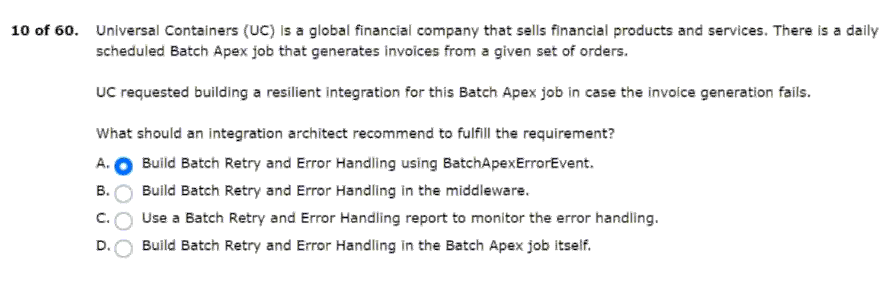 10 of 60. Universal Containers (UC) is a global financial company that sells financial products and services. There is a daily
scheduled Batch Apex job that generates invoices from a given set of orders.
UC requested building a resilient integration for this Batch Apex job in case the invoice generation fails.
What should an integration architect recommend to fulfill the requirement?
A. Build Batch Retry and Error Handling using BatchApexErrorEvent.
B. Build Batch Retry and Error Handling in the middleware.
C. Use a Batch Retry and Error Handling report to monitor the error handling.
D. Build Batch Retry and Error Handling in the Batch Apex job itself.